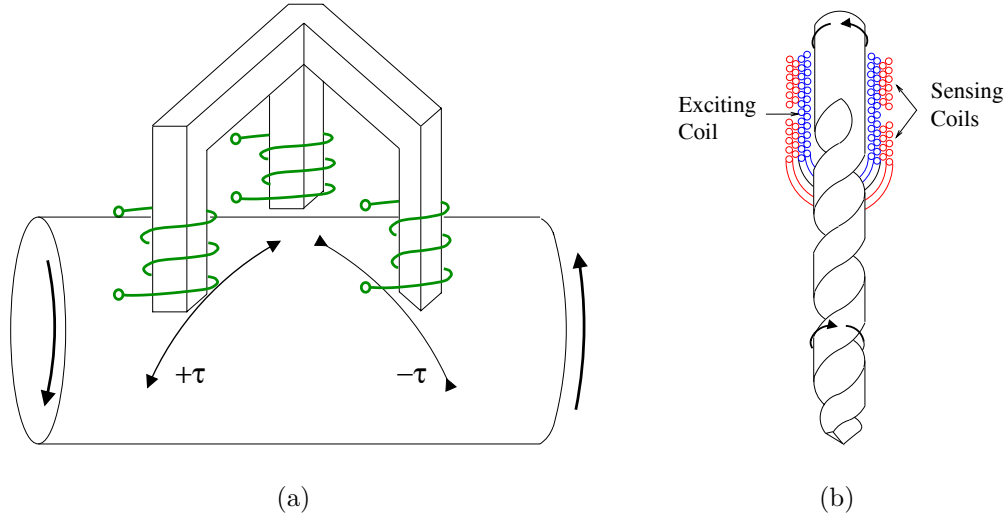 Exciting
Coil
Sensing
Coils
+τ
−τ
(a)
(b)